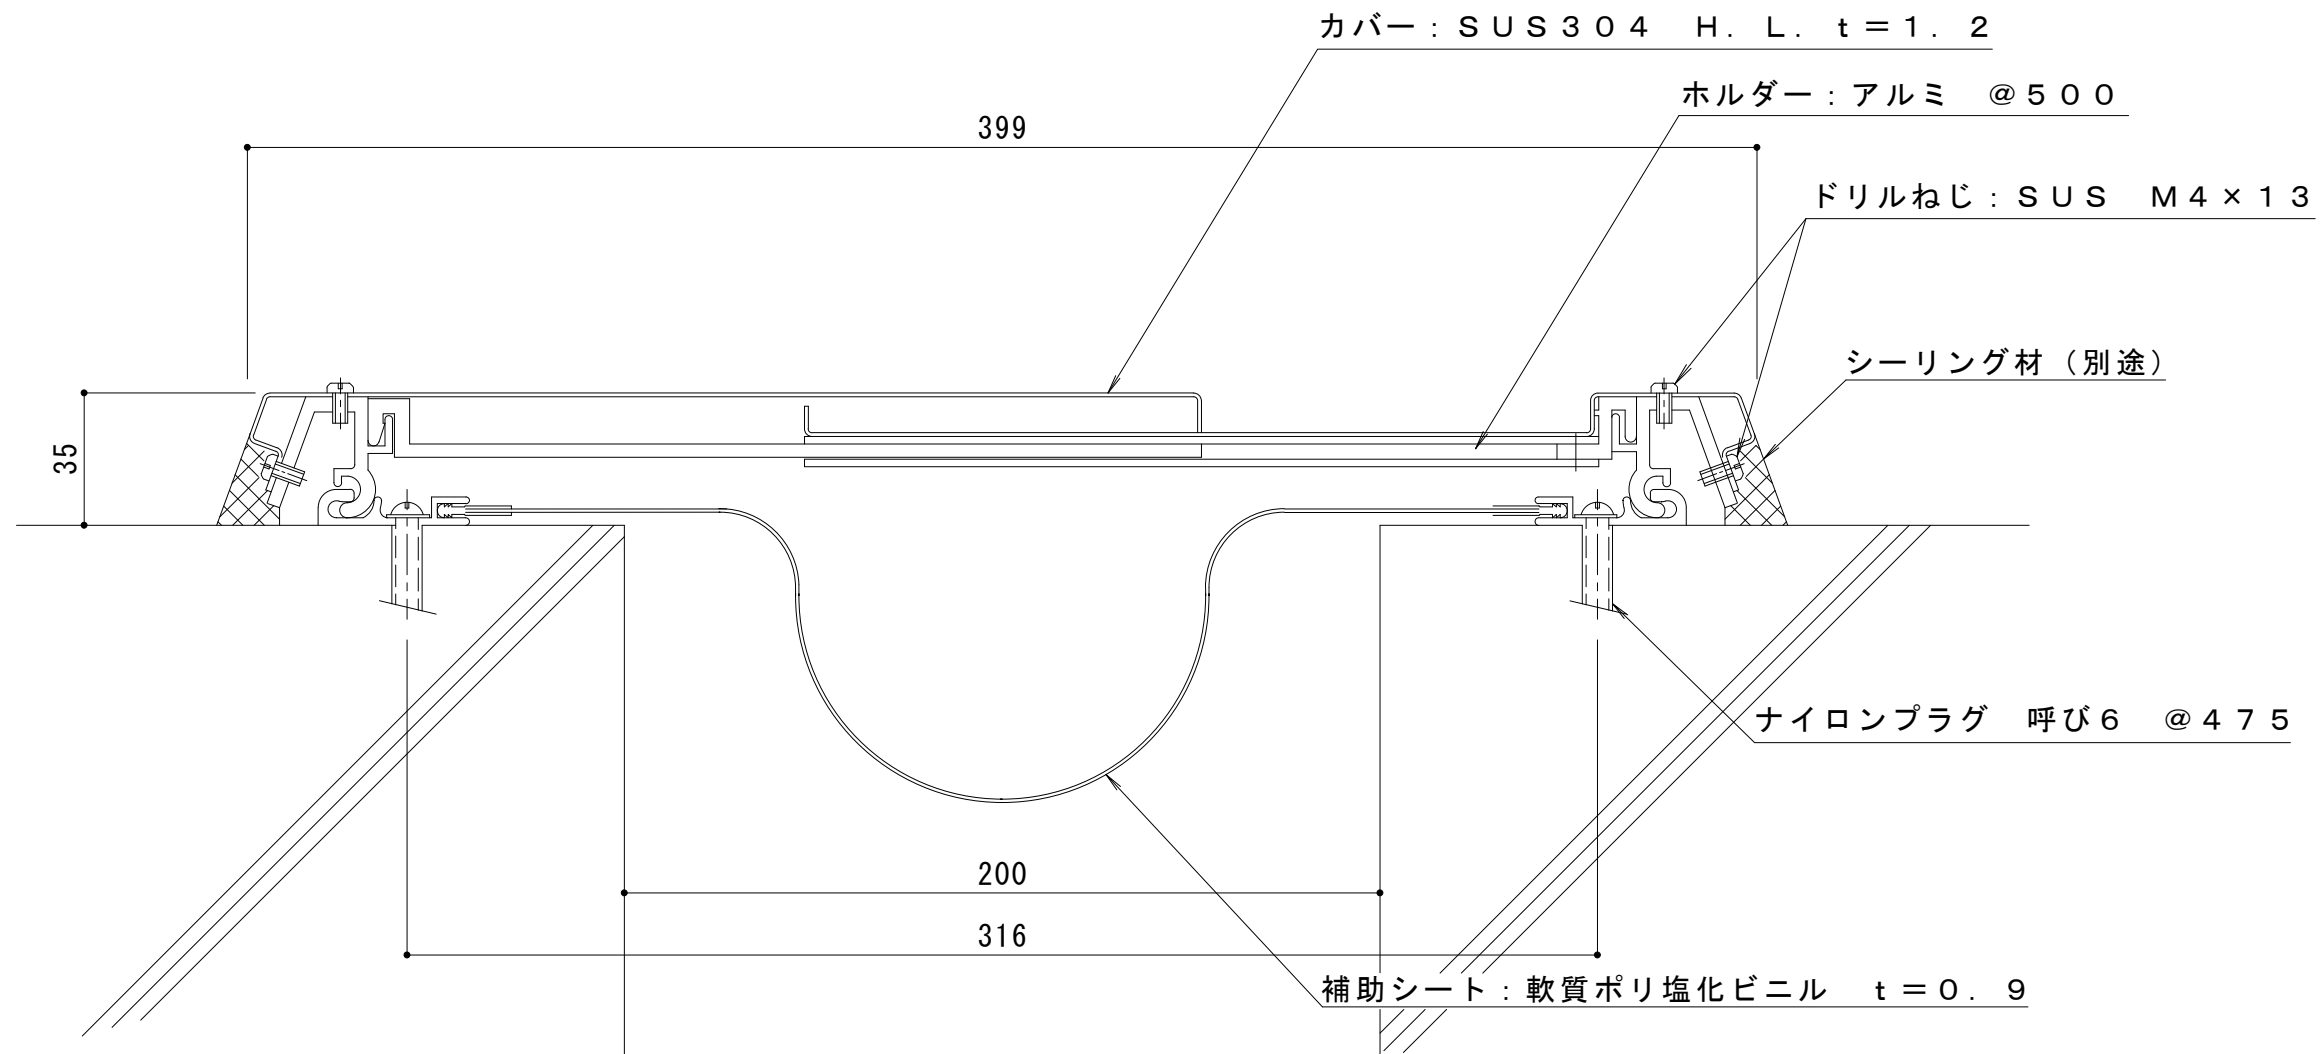 カバー：ＳＵＳ３０４　Ｈ．Ｌ．ｔ＝１．２
ホルダー：アルミ　＠５００
399
ドリルねじ：ＳＵＳ　Ｍ４×１３
シーリング材（別途）
35
ナイロンプラグ　呼び６　＠４７５
200
316
補助シート：軟質ポリ塩化ビニル　ｔ＝０．９